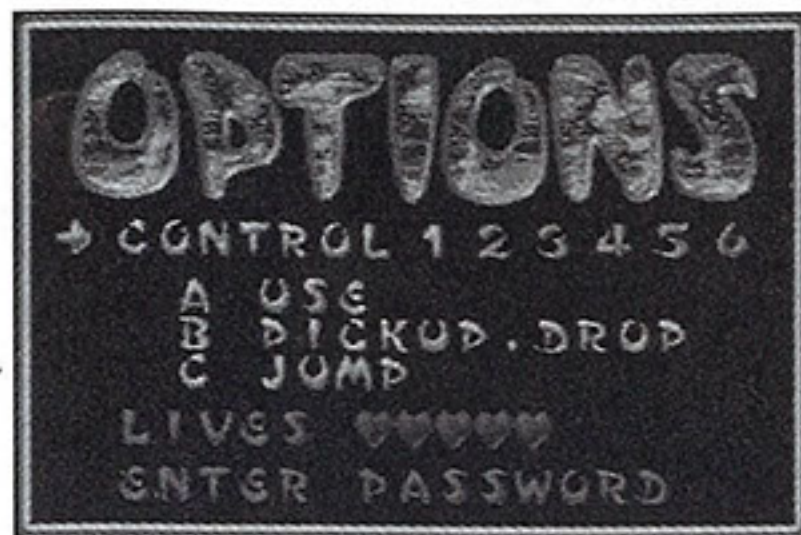 OPTIONS
CONTROL 1 2 3 4 5 6
A USE
B PICKUP.DROP
C JUMP
LIVES
ENTER PASSWORD